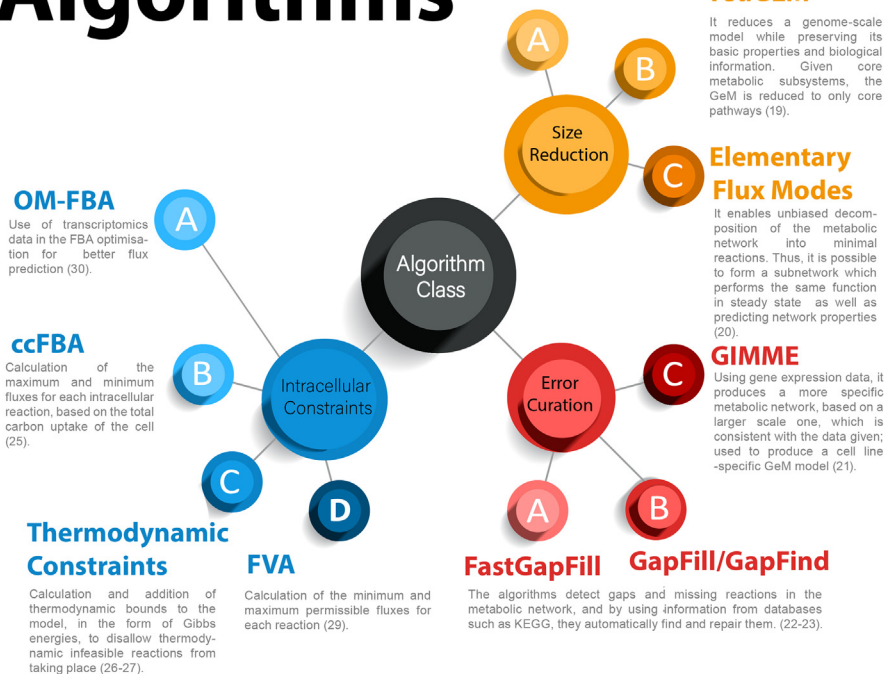 Algorithms
It reduces a genome-scale
model while preserving its
basic properties and biological
information. Given core
metabolic subsystems, the
GeM is reduced to only core
pathways (19).
A
B
Size
Reduction
C
Elementary
Flux Modes
It enables unbiased decom-
position of the metabolic
network into minimal
reactions. Thus, it is possible
to form a subnetwork which
performs the same function
in steady state as well as
predicting network properties
(20).
OM-FBA
Use of transcriptomics
data in the FBA optimisa-
tion for better flux
prediction (30).
A
Algorithm
Class
ccFBA
Calculation of the
maximum and minimum
fluxes for each intracellular
reaction, based on the total
carbon uptake of the cell
(25).
B
Intracellular
Constraints
Error
Curation
C
GIMME
Using gene expression data, it
produces a more specific
metabolic network, based on a
larger scale one, which is
consistent with the data given;
used to produce a cell line
-specific GeM model (21).
C
D
A
B
Thermodynamic
Constraints
Calculation and addition of
thermodynamic bounds to the
model, in the form of Gibbs
energies, to disallow thermody-
namic infeasible reactions from
taking place (26-27).
FVA
Calculation of the minimum and
maximum permissible fluxes for
each reaction (29).
FastGapFill
GapFill/GapFind
The algorithms detect gaps and missing reactions in the
metabolic network, and by using information from databases
such as KEGG, they automatically find and repair them. (22-23).